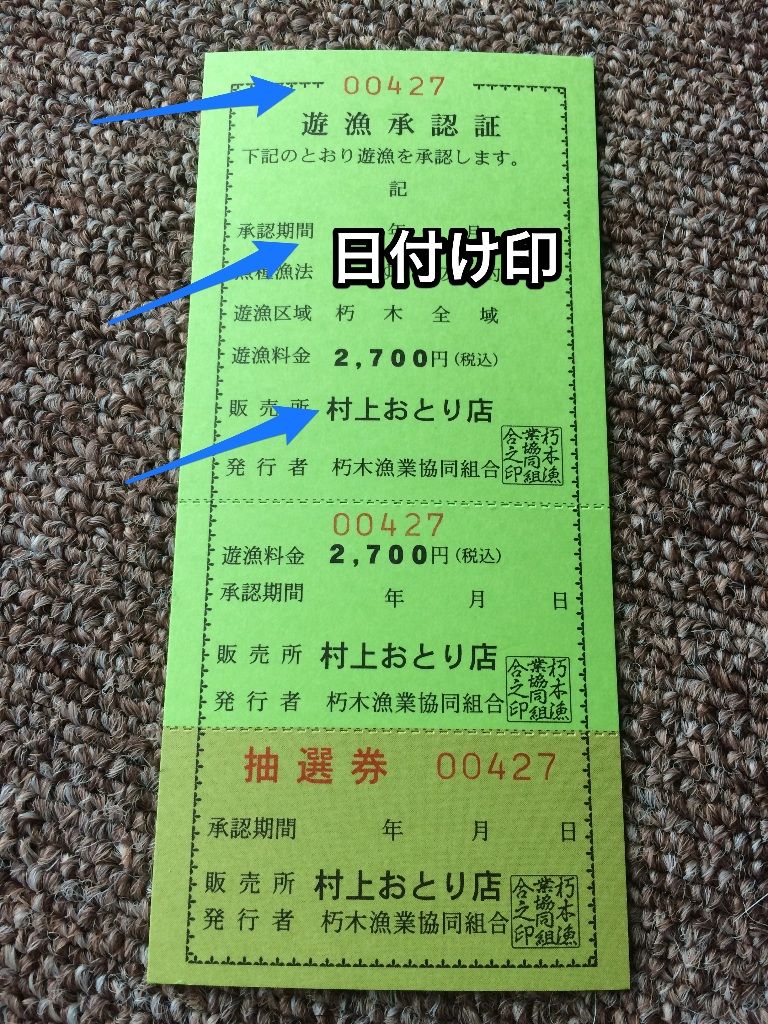 00427
遊漁承認証
下記のとおり遊漁を承認します。
記
承認期間 年 月
日付け印
魚種漁法
遊漁区域 朽木全域
遊漁料金 2,700円(税込)
販売所 村上おとり店
発行者 朽木漁業協同組合
朽木漁業協同組合之印
00427
遊漁料金 2,700円(税込)
承認期間 年 月 日
販売所 村上おとり店
発行者 朽木漁業協同組合
朽木漁業協同組合之印
抽選券 00427
承認期間 年 月 日
販売所 村上おとり店
発行者 朽木漁業協同組合
朽木漁業協同組合之印